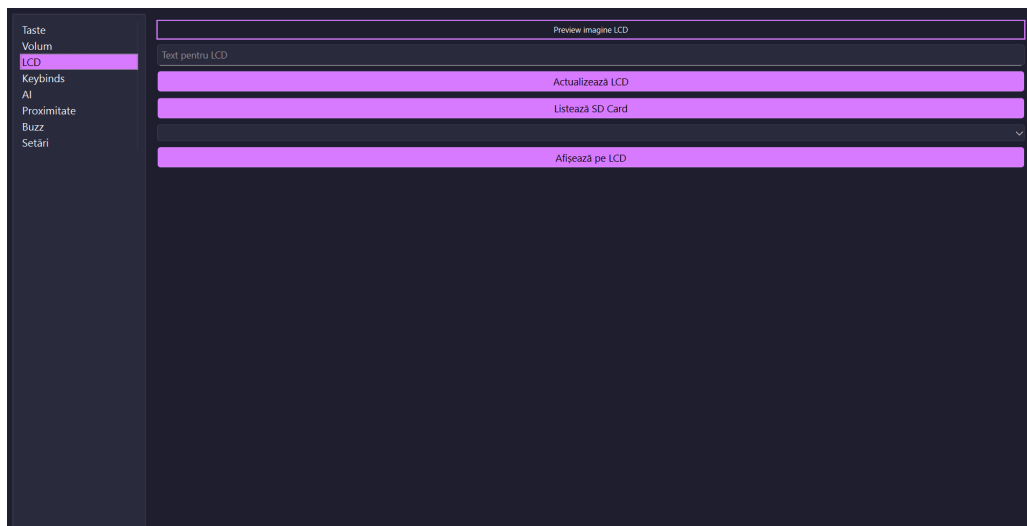 Taste
Volum
LCD
Keybinds
AI
Proximitate
Buzz
Setări
Preview imagine LCD
Text pentru LCD
Actualizează LCD
Listează SD Card
Afișează pe LCD